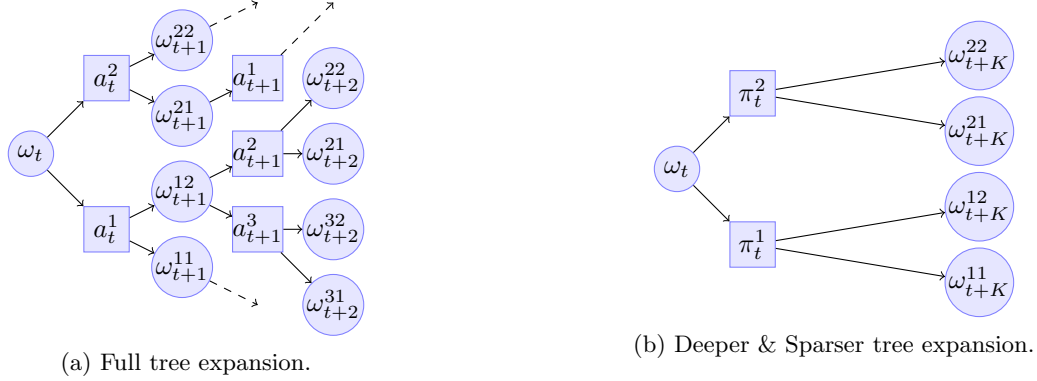 ω_t
a_t^2
a_t^1
ω_{t+1}^{22}
ω_{t+1}^{21}
ω_{t+1}^{12}
ω_{t+1}^{11}
a_{t+1}^1
a_{t+1}^2
a_{t+1}^3
ω_{t+2}^{22}
ω_{t+2}^{21}
ω_{t+2}^{32}
ω_{t+2}^{31}
(a) Full tree expansion.
ω_t
π_t^2
π_t^1
ω_{t+K}^{22}
ω_{t+K}^{21}
ω_{t+K}^{12}
ω_{t+K}^{11}
(b) Deeper & Sparser tree expansion.